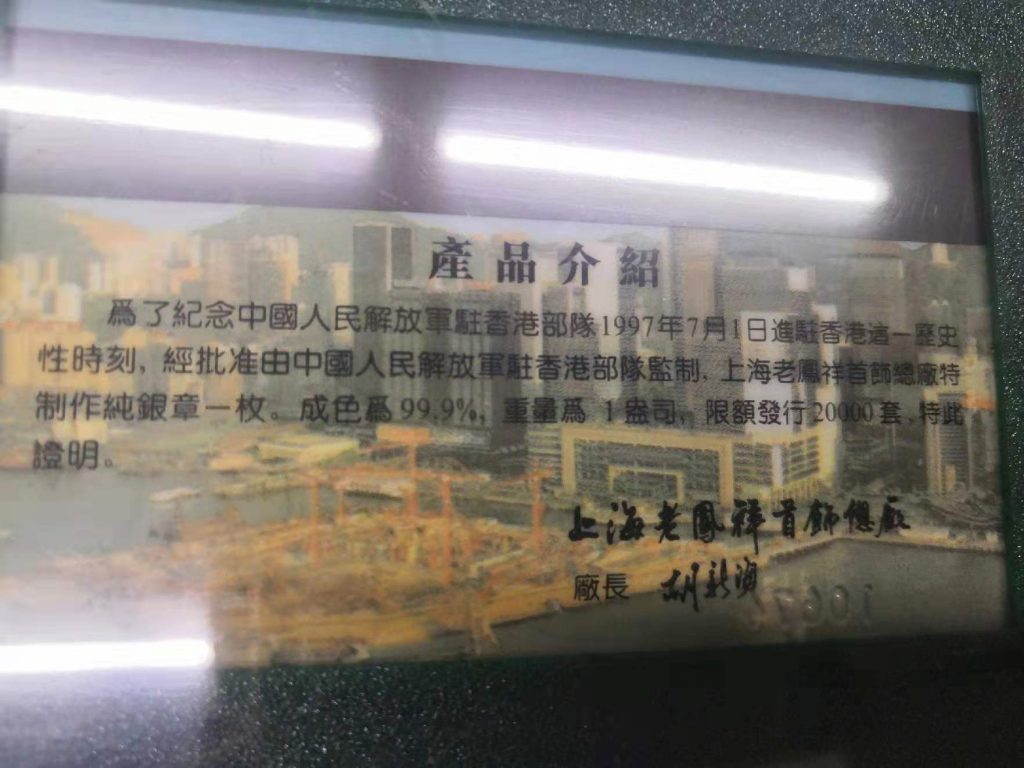 產品介紹
爲了紀念中國人民解放軍駐香港部隊1997年7月1日進駐香港這一歷史
性時刻，經批准由中國人民解放軍駐香港部隊監制，上海老鳳祥首飾總廠特
制作純銀章一枚。成色爲99.9%，重量爲 1盎司，限額發行20000套，特此
證明。
上海老鳳祥首飾總廠
廠長 胡新